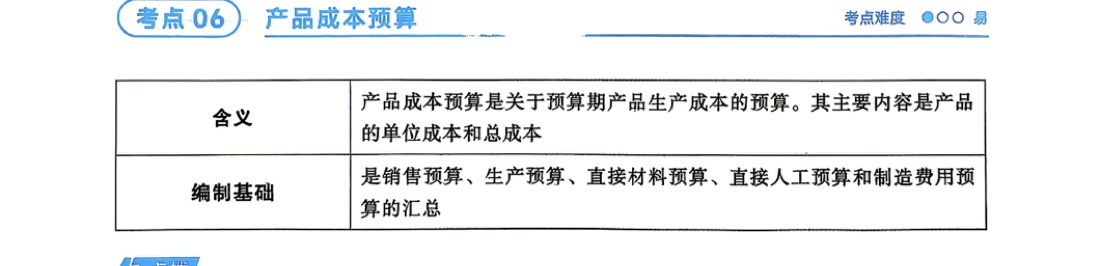 考点 06 产品成本预算 考点难度 易
含义
产品成本预算是关于预算期产品生产成本的预算。其主要内容是产品
的单位成本和总成本
编制基础
是销售预算、生产预算、直接材料预算、直接人工预算和制造费用预
算的汇总